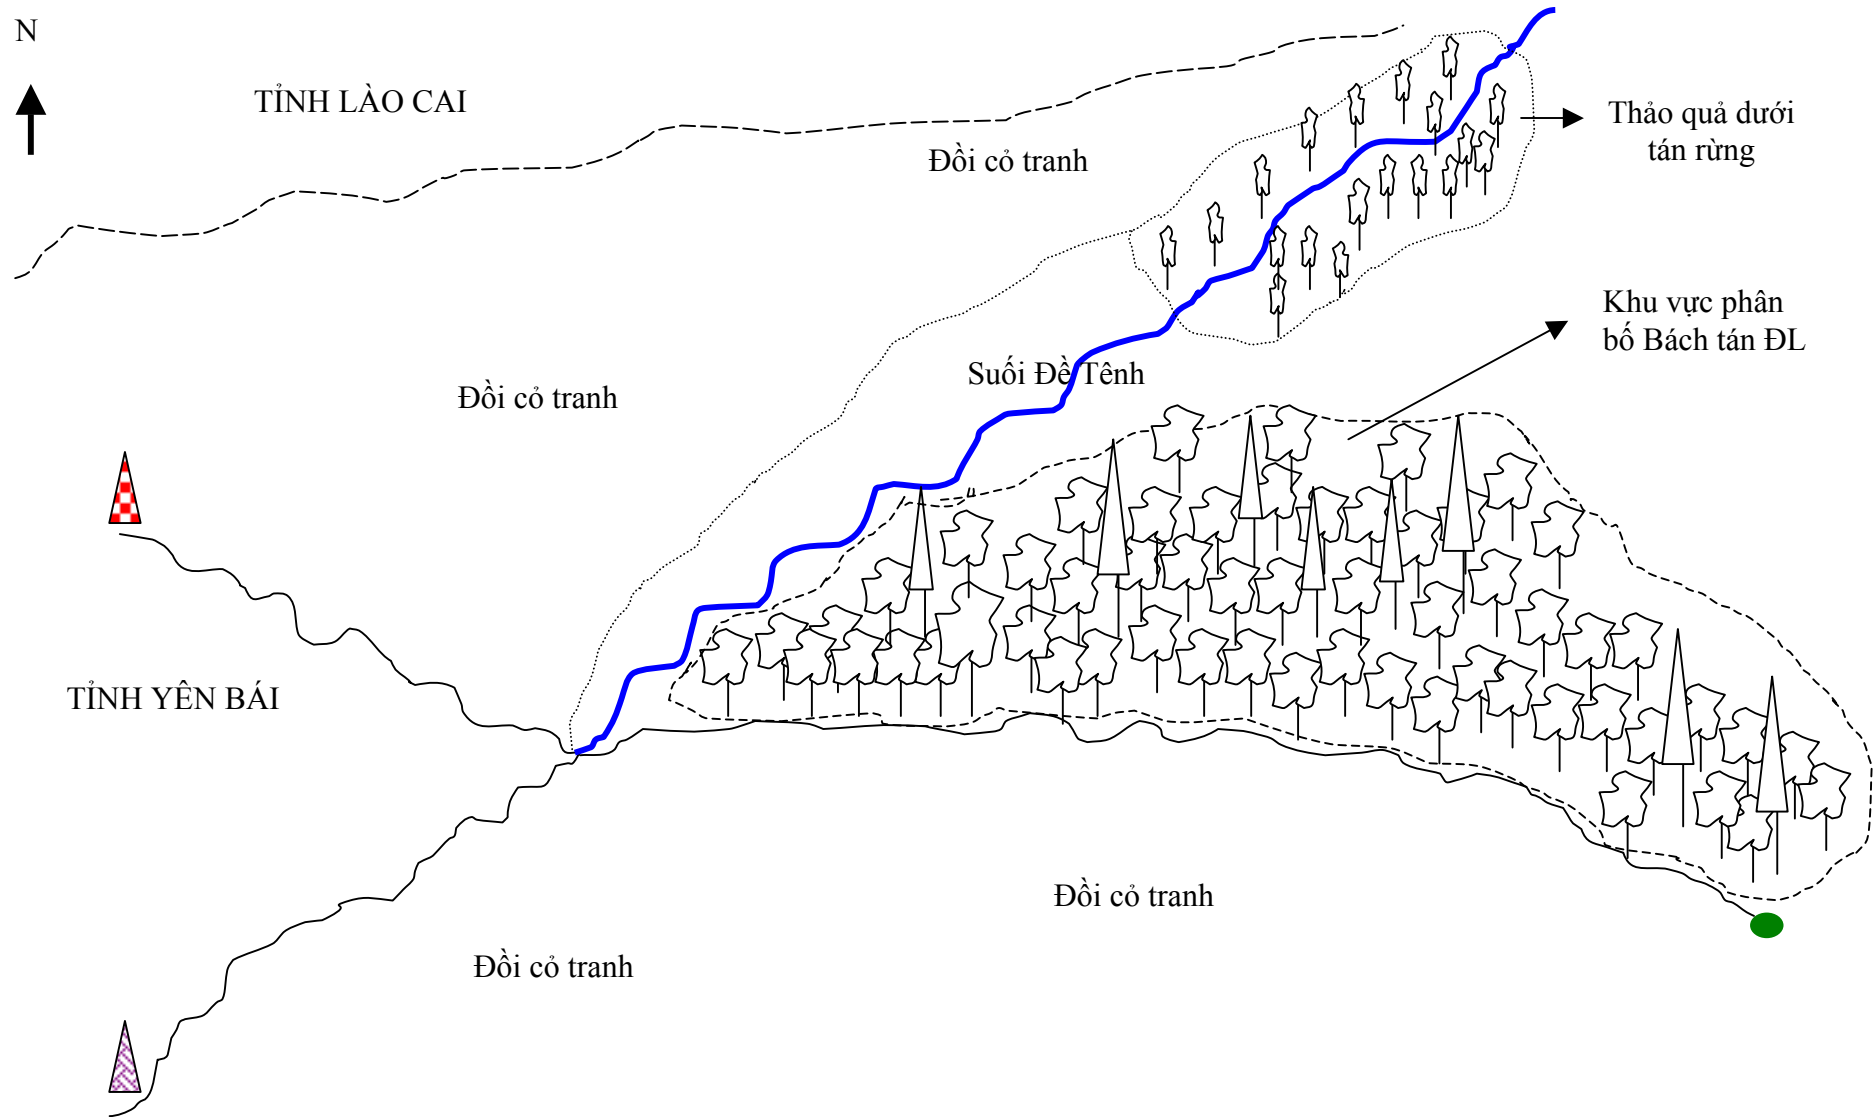 N
TỈNH LÀO CAI
Thảo quả dưới
tán rừng
Đồi cỏ tranh
Khu vực phân
bố Bách tán ĐL
Suối Đề Tênh
Đồi cỏ tranh
TỈNH YÊN BÁI
Đồi cỏ tranh
Đồi cỏ tranh